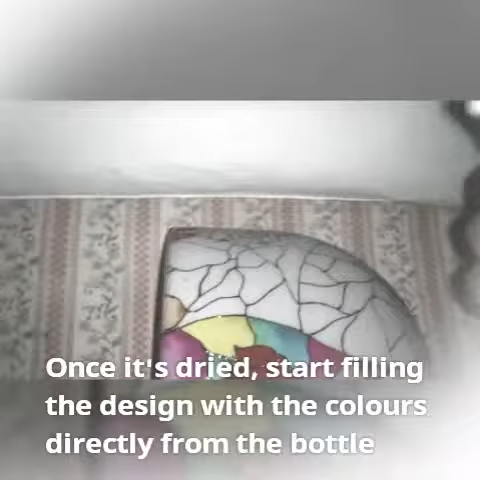 Once it's dried, start filling
the design with the colours
directly from the bottle